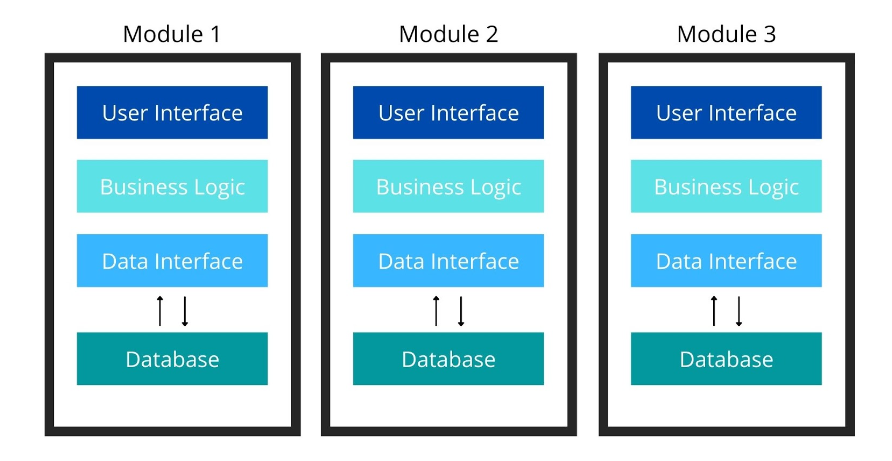 Module 1
User Interface
Business Logic
Data Interface
Database
Module 2
User Interface
Business Logic
Data Interface
Database
Module 3
User Interface
Business Logic
Data Interface
Database